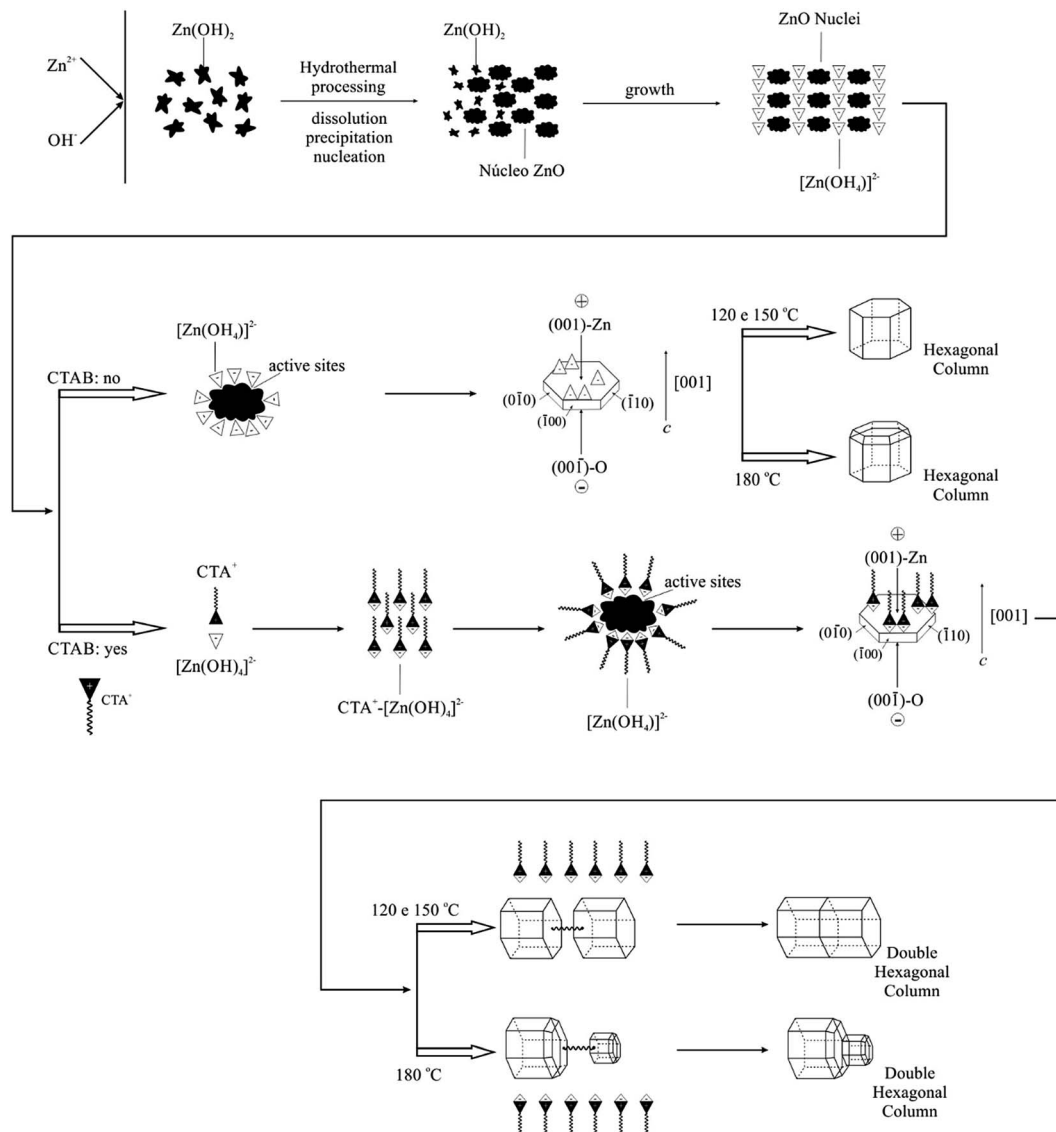 Zn²⁺
OH⁻
Zn(OH)₂
Hydrothermal
processing
dissolution
precipitation
nucleation
Zn(OH)₂
Núcleo ZnO
growth
ZnO Nuclei
[Zn(OH₄)]²⁻
CTAB: no
[Zn(OH₄)]²⁻
active sites
⊕
(001)-Zn
(01̄0)
(1̄00)
(1̄10)
[001]
c
(001̄)-O
⊖
120 e 150 °C
Hexagonal
Column
180 °C
Hexagonal
Column
CTAB: yes
CTA⁺
CTA⁺
[Zn(OH)₄]²⁻
CTA⁺-[Zn(OH)₄]²⁻
active sites
[Zn(OH₄)]²⁻
⊕
(001)-Zn
(01̄0)
(1̄00)
(1̄10)
[001]
c
(001̄)-O
⊖
120 e 150 °C
Double
Hexagonal
Column
180 °C
Double
Hexagonal
Column